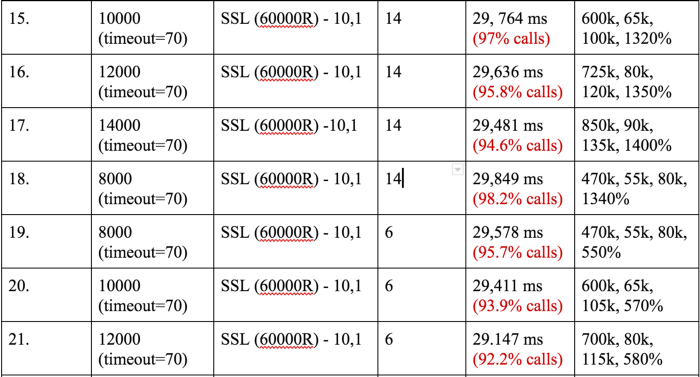 15. 10000 SSL (60000R) - 10,1 14 29, 764 ms 600k, 65k,
(timeout=70) (97% calls) 100k, 1320%
16. 12000 SSL (60000R) - 10,1 14 29,636 ms 725k, 80k,
(timeout=70) (95.8% calls) 120k, 1350%
17. 14000 SSL (60000R) -10,1 14 29,481 ms 850k, 90k,
(timeout=70) (94.6% calls) 135k, 1400%
18. 8000 SSL (60000R) - 10,1 14 29,849 ms 470k, 55k, 80k,
(timeout=70) (98.2% calls) 1340%
19. 8000 SSL (60000R) - 10,1 6 29,578 ms 470k, 55k, 80k,
(timeout=70) (95.7% calls) 550%
20. 10000 SSL (60000R) - 10,1 6 29,411 ms 600k, 65k,
(timeout=70) (93.9% calls) 105k, 570%
21. 12000 SSL (60000R) - 10,1 6 29.147 ms 700k, 80k,
(timeout=70) (92.2% calls) 115k, 580%